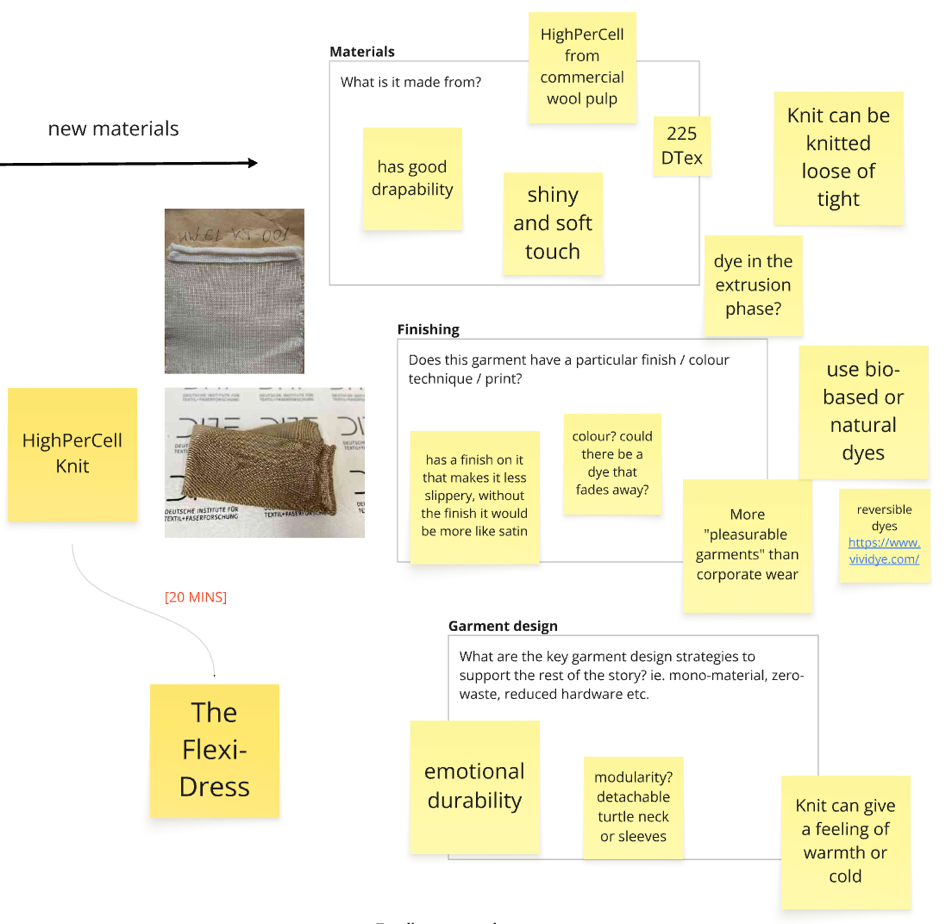 new materials
HighPerCell
Knit
[20 MINS]
The
Flexi-
Dress
Materials
What is it made from?
HighPerCell
from
commercial
wool pulp
225
DTex
has good
drapability
shiny
and soft
touch
Knit can be
knitted
loose of
tight
dye in the
extrusion
phase?
Finishing
Does this garment have a particular finish / colour
technique / print?
has a finish on it
that makes it less
slippery, without
the finish it would
be more like satin
colour? could
there be a
dye that
fades away?
More
"pleasurable
garments" than
corporate wear
use bio-
based or
natural
dyes
reversible
dyes
https://www.
vividye.com/
Garment design
What are the key garment design strategies to
support the rest of the story? ie. mono-material, zero-
waste, reduced hardware etc.
emotional
durability
modularity?
detachable
turtle neck
or sleeves
Knit can give
a feeling of
warmth or
cold
DEUTSCHE INSTITUTE FÜR
TEXTIL+FASERFORSCHUNG